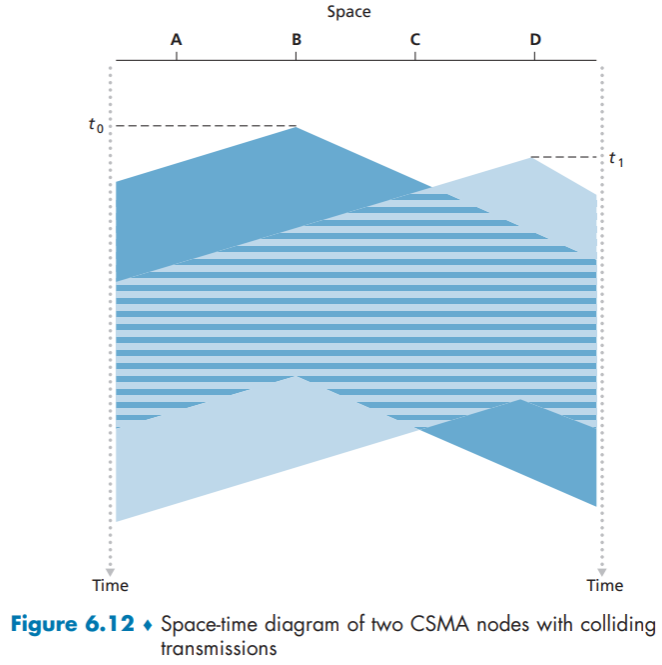 Space
A B C D
t0
t1
Time Time
Figure 6.12 ♦ Space-time diagram of two CSMA nodes with colliding
transmissions